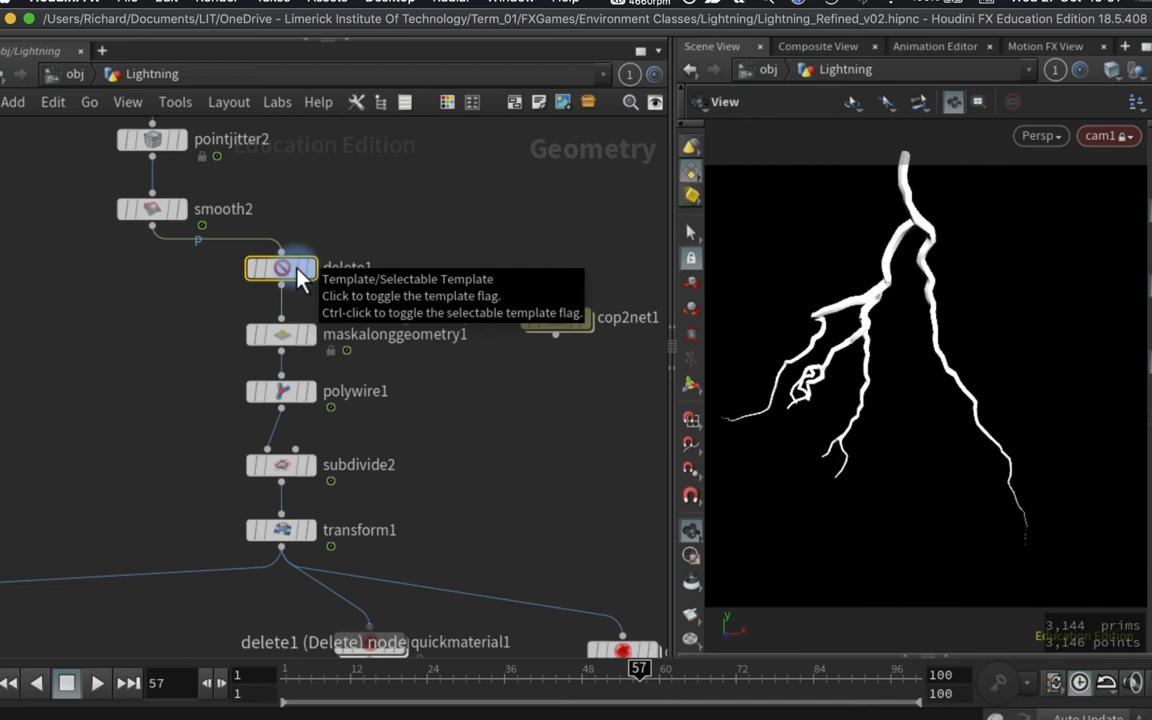 /Users/Richard/Documents/LIT/OneDrive - Limerick Institute Of Technology/Term_01/FXGames/Environment Classes/Lightning/Lightning_Refined_v02.hipnc - Houdini FX Education Edition 18.5.408
obj/Lightning
Scene View
Composite View
Animation Editor
Motion FX View
obj
Lightning
1
obj
Lightning
1
Add Edit Go View Tools Layout Labs Help
View
Education Edition
Geometry
Persp
cam1
pointjitter2
smooth2
P
delete1
Template/Selectable Template
Click to toggle the template flag.
Ctrl-click to toggle the selectable template flag.
cop2net1
maskalonggeometry1
polywire1
subdivide2
transform1
3,144 prims
3,146 points
Education Edition
delete1 (Delete) node
quickmaterial1
57
1
1
1
12
24
36
48
57
60
72
84
96
100
100